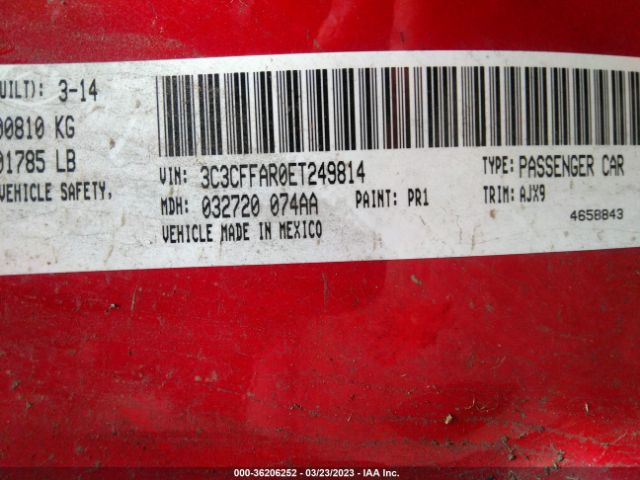 UILT): 3-14
00810 KG
01785 LB
VEHICLE SAFETY,
VIN: 3C3CFFAR0ET249814
TYPE: PASSENGER CAR
MDH: 032720 074AA
PAINT: PR1
TRIM: AJX9
VEHICLE MADE IN MEXICO
4658843
000-36206252 — 03/23/2023 — IAA Inc.